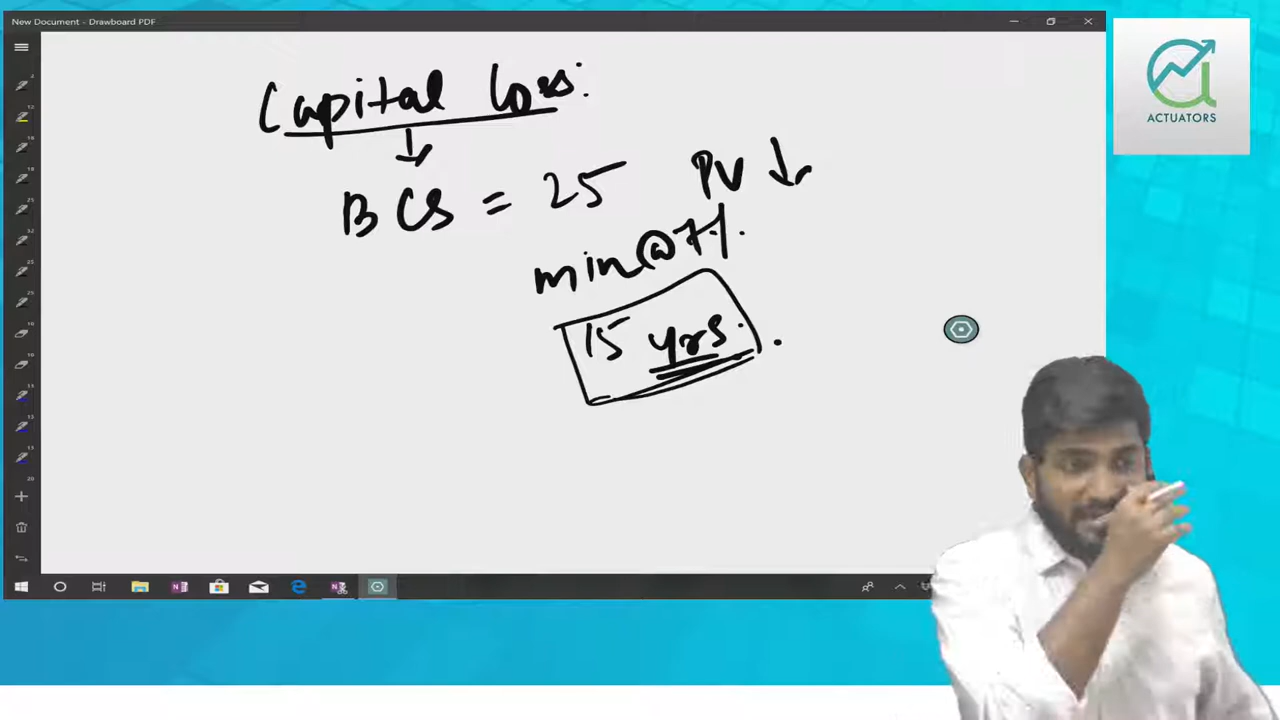 New Document - Drawboard PDF
ACTUATORS
Capital loss:
BCS = 25 PV ↓
min@7%.
15 yrs.